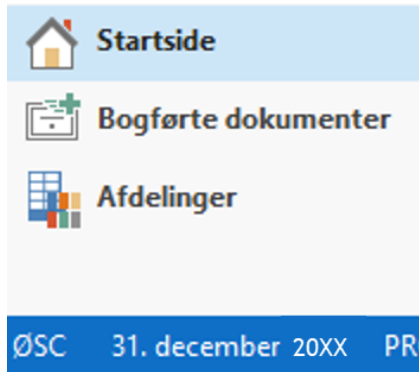 Startside
Bogførte dokumenter
Afdelinger
ØSC 31. december 20XX PR